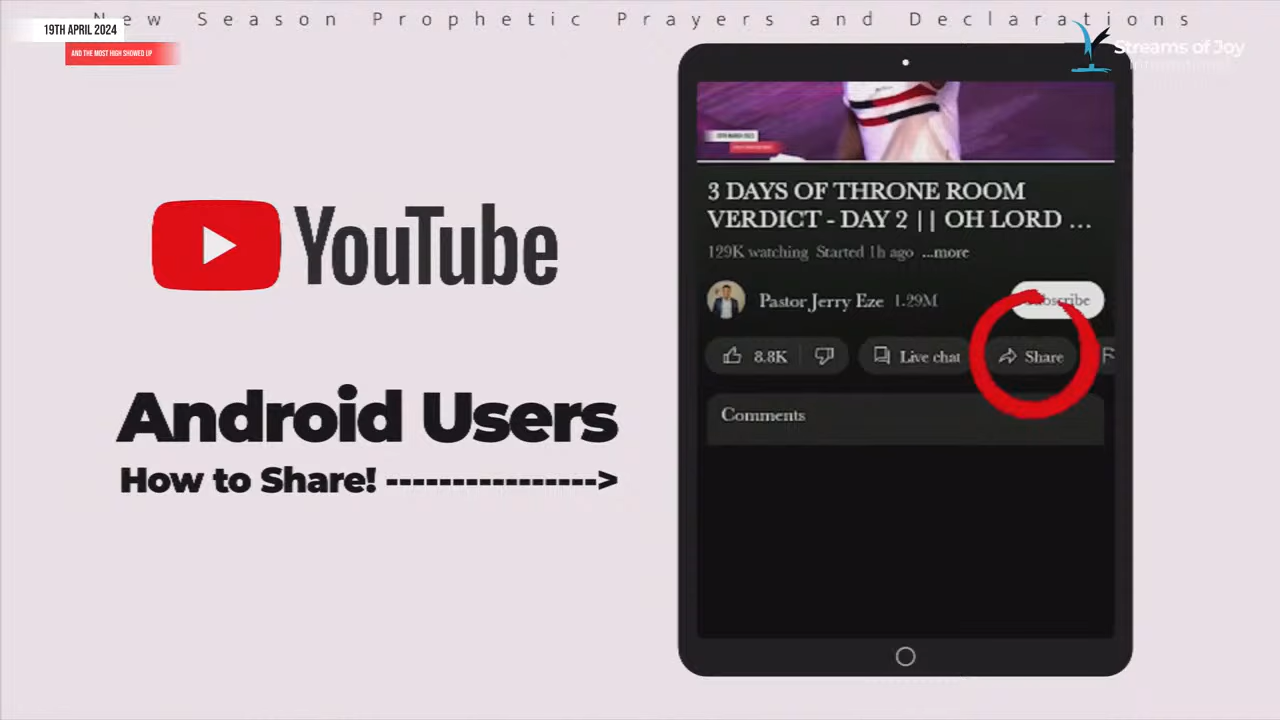 New Season Prophetic Prayers and Declarations
19TH APRIL 2024
AND THE MOST HIGH SHOWED UP
Streams of Joy
International
YouTube
Android Users
How to Share! ---------------->
3 DAYS OF THRONE ROOM
VERDICT - DAY 2 || OH LORD ...
129K watching Started 1h ago ...more
Pastor Jerry Eze 1.29M
Subscribe
8.8K
Live chat
Share
Comments